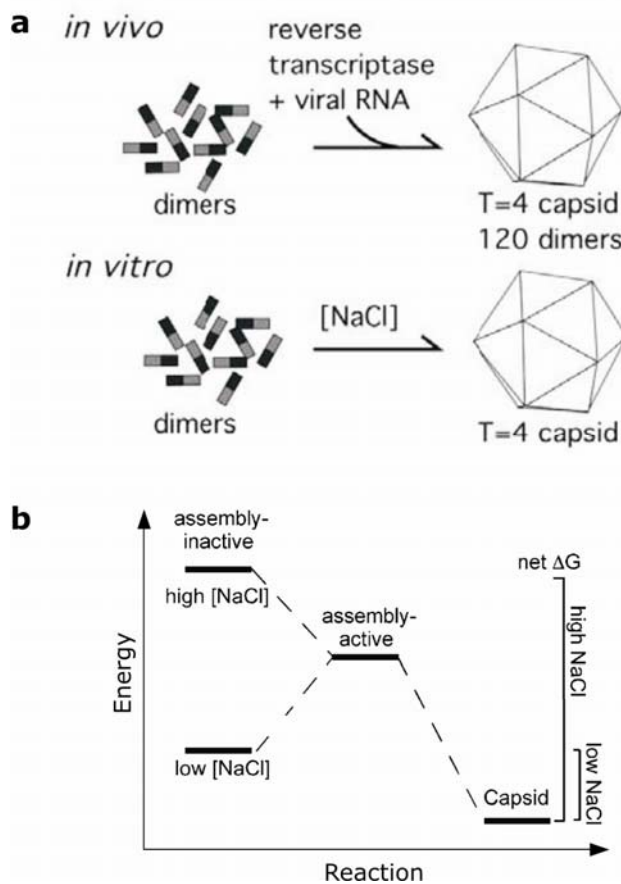 a
in vivo
reverse
transcriptase
+ viral RNA
dimers
T=4 capsid
120 dimers
in vitro
[NaCl]
dimers
T=4 capsid
b
assembly-
inactive
high [NaCl]
assembly-
active
net ΔG
high NaCl
low NaCl
low [NaCl]
Capsid
Energy
Reaction